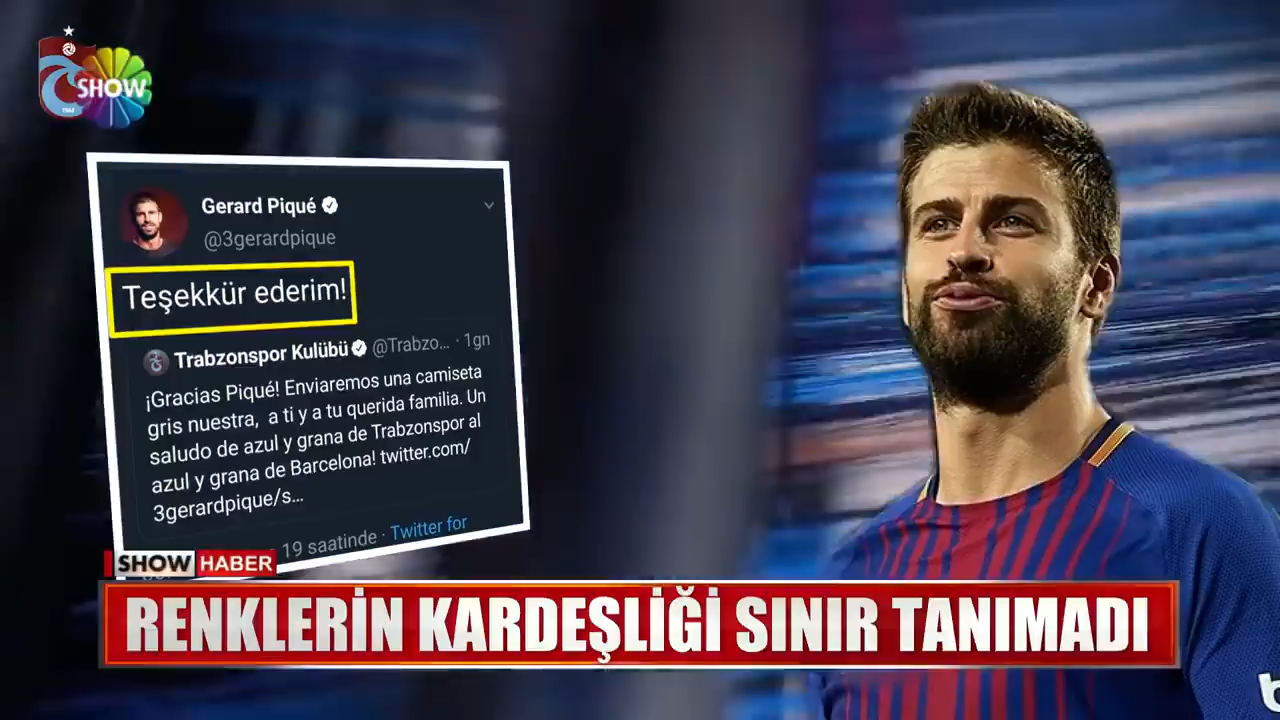 SHOW
Gerard Piqué
@3gerardpique
Teşekkür ederim!
Trabzonspor Kulübü @Trabzo... · 1gn
¡Gracias Piqué! Enviaremos una camiseta
gris nuestra, a ti y a tu querida familia. Un
saludo de azul y grana de Trabzonspor al
azul y grana de Barcelona! twitter.com/
3gerardpique/s...
19 saatinde · Twitter for
SHOW HABER
RENKLERİN KARDEŞLİĞİ SINIR TANIMADI